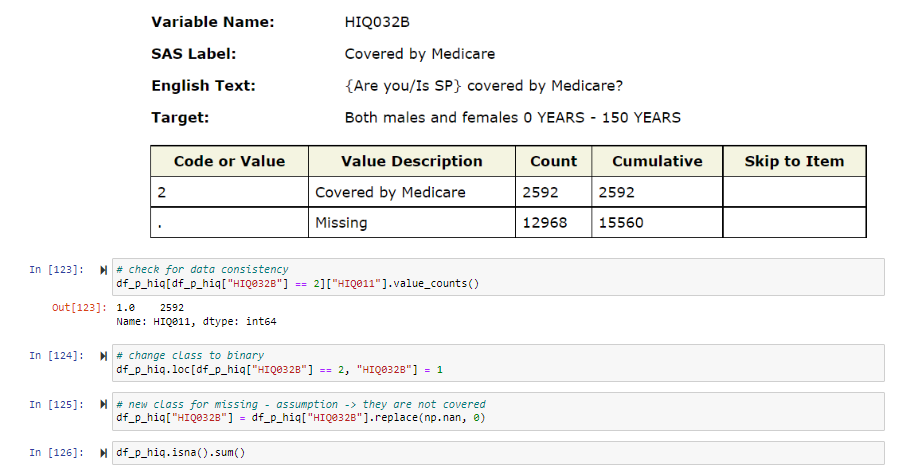 Variable Name: HIQ032B
SAS Label: Covered by Medicare
English Text: {Are you/Is SP} covered by Medicare?
Target: Both males and females 0 YEARS - 150 YEARS
Code or Value Value Description Count Cumulative Skip to Item
2 Covered by Medicare 2592 2592
. Missing 12968 15560
In [123]: # check for data consistency
df_p_hiq[df_p_hiq["HIQ032B"] == 2]["HIQ011"].value_counts()
Out[123]: 1.0    2592
Name: HIQ011, dtype: int64
In [124]: # change class to binary
df_p_hiq.loc[df_p_hiq["HIQ032B"] == 2, "HIQ032B"] = 1
In [125]: # new class for missing - assumption -> they are not covered
df_p_hiq["HIQ032B"] = df_p_hiq["HIQ032B"].replace(np.nan, 0)
In [126]: df_p_hiq.isna().sum()